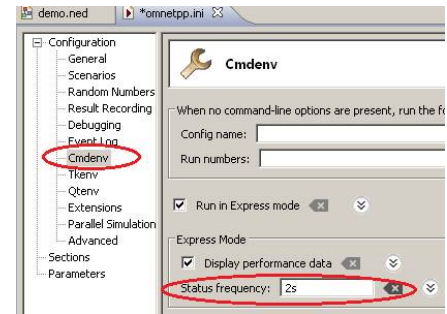 demo.ned
*omnetpp.ini
Configuration
General
Scenarios
Random Numbers
Result Recording
Debugging
Event Log
Cmdenv
Tkenv
Qtenv
Extensions
Parallel Simulation
Advanced
Sections
Parameters
Cmdenv
When no command-line options are present, run the fo
Config name:
Run numbers:
Run in Express mode
Express Mode
Display performance data
Status frequency: 2s